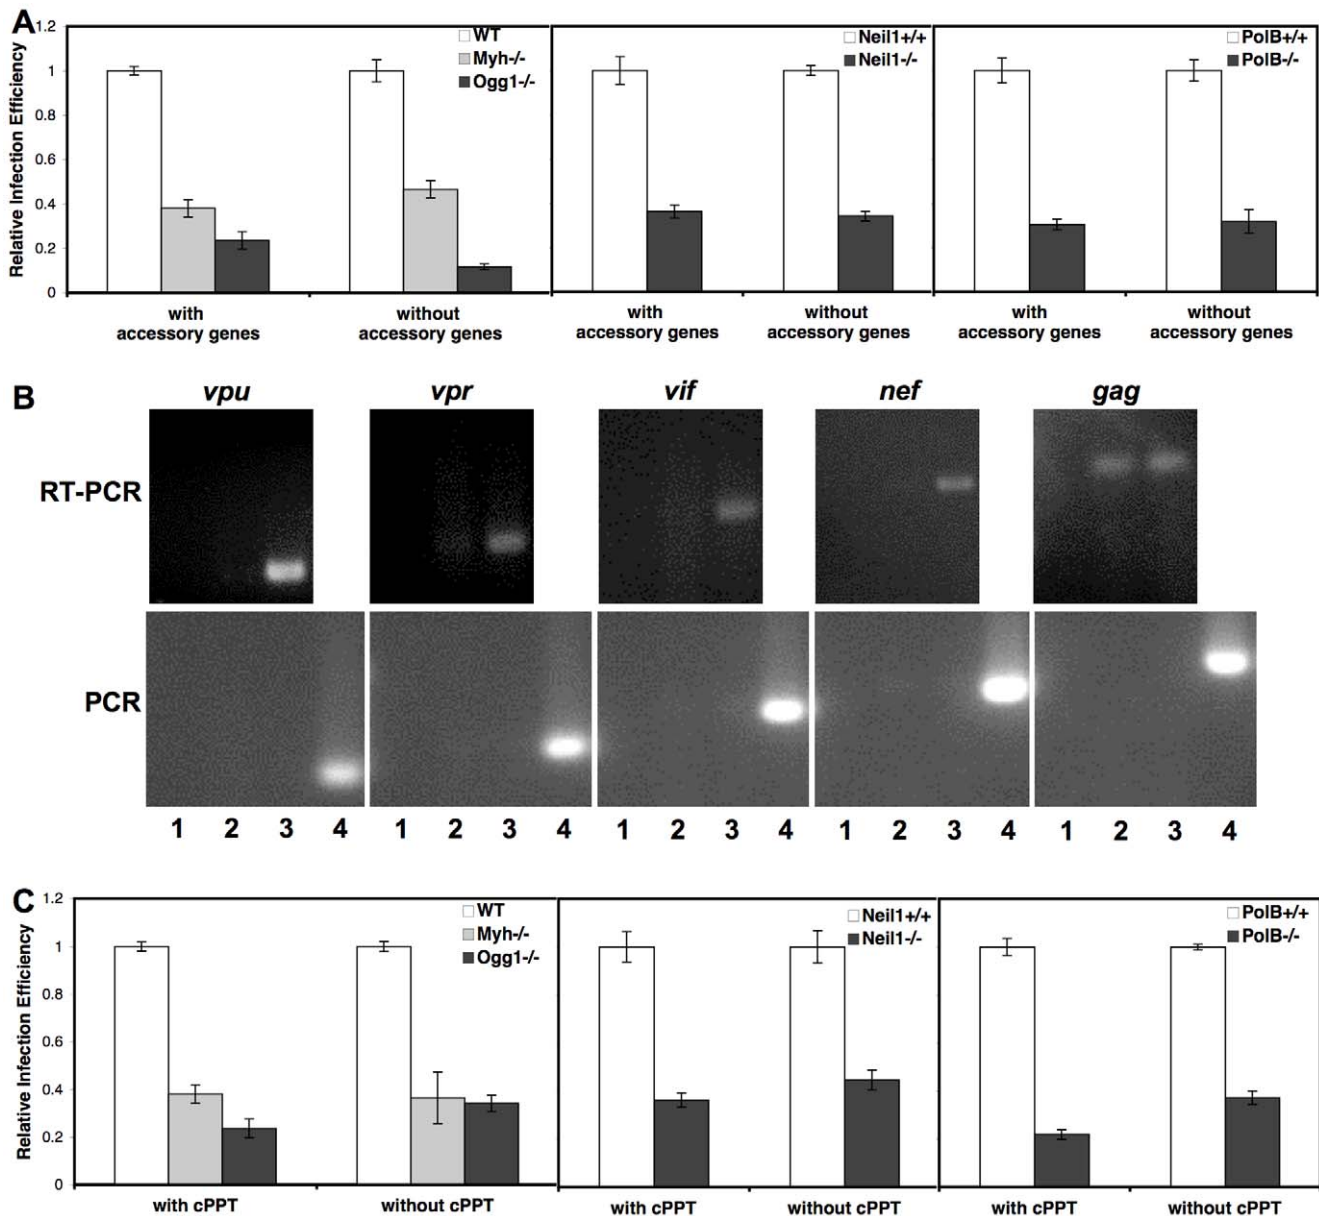 A
Relative Infection Efficiency
1.2
1
0.8
0.6
0.4
0.2
0
WT
Myh-/-
Ogg1-/-
with
accessory genes
without
accessory genes
Neil1+/+
Neil1-/-
with
accessory genes
without
accessory genes
PolB+/+
PolB-/-
with
accessory genes
without
accessory genes
B
vpu vpr vif nef gag
RT-PCR
PCR
1 2 3 4 1 2 3 4 1 2 3 4 1 2 3 4 1 2 3 4
C
Relative Infection Efficiency
1.2
1
0.8
0.6
0.4
0.2
0
WT
Myh-/-
Ogg1-/-
with cPPT without cPPT
Neil1+/+
Neil1-/-
with cPPT without cPPT
PolB+/+
PolB-/-
with cPPT without cPPT